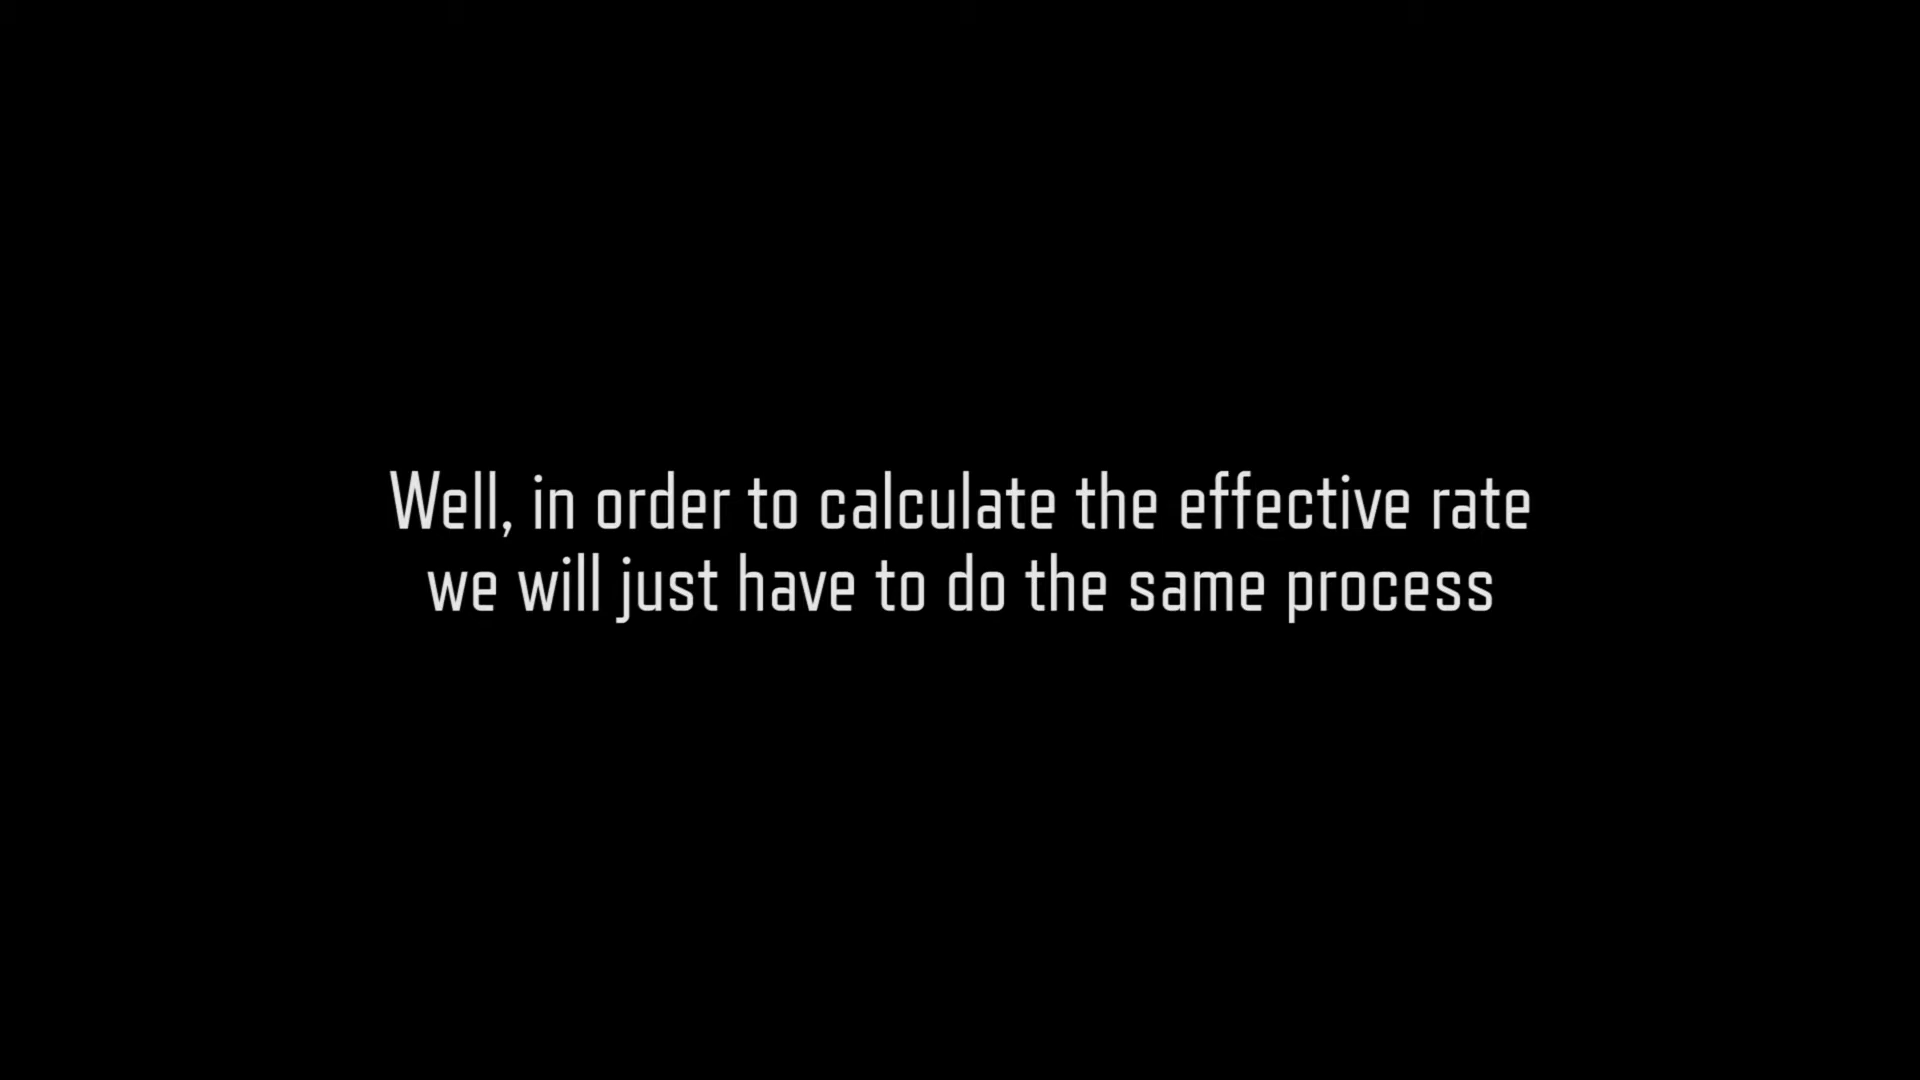 Well, in order to calculate the effective rate
we will just have to do the same process